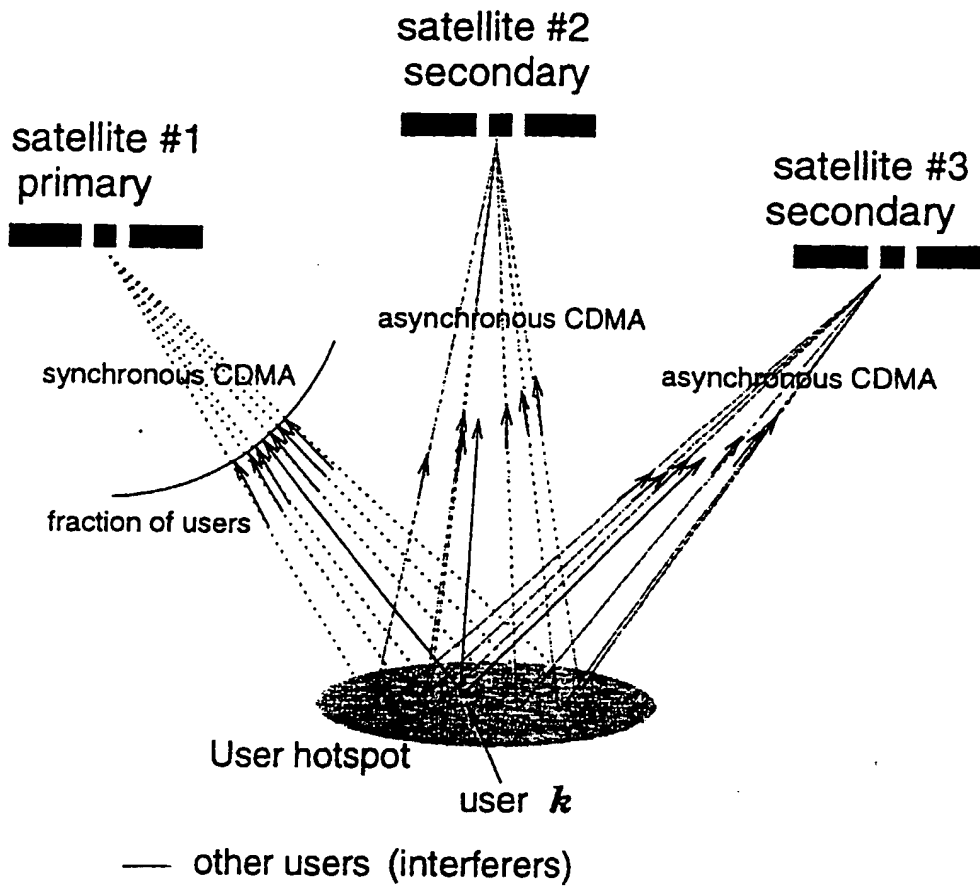 satellite #2
secondary
satellite #1
primary
satellite #3
secondary
asynchronous CDMA
synchronous CDMA
asynchronous CDMA
fraction of users
User hotspot
user k
other users (interferers)